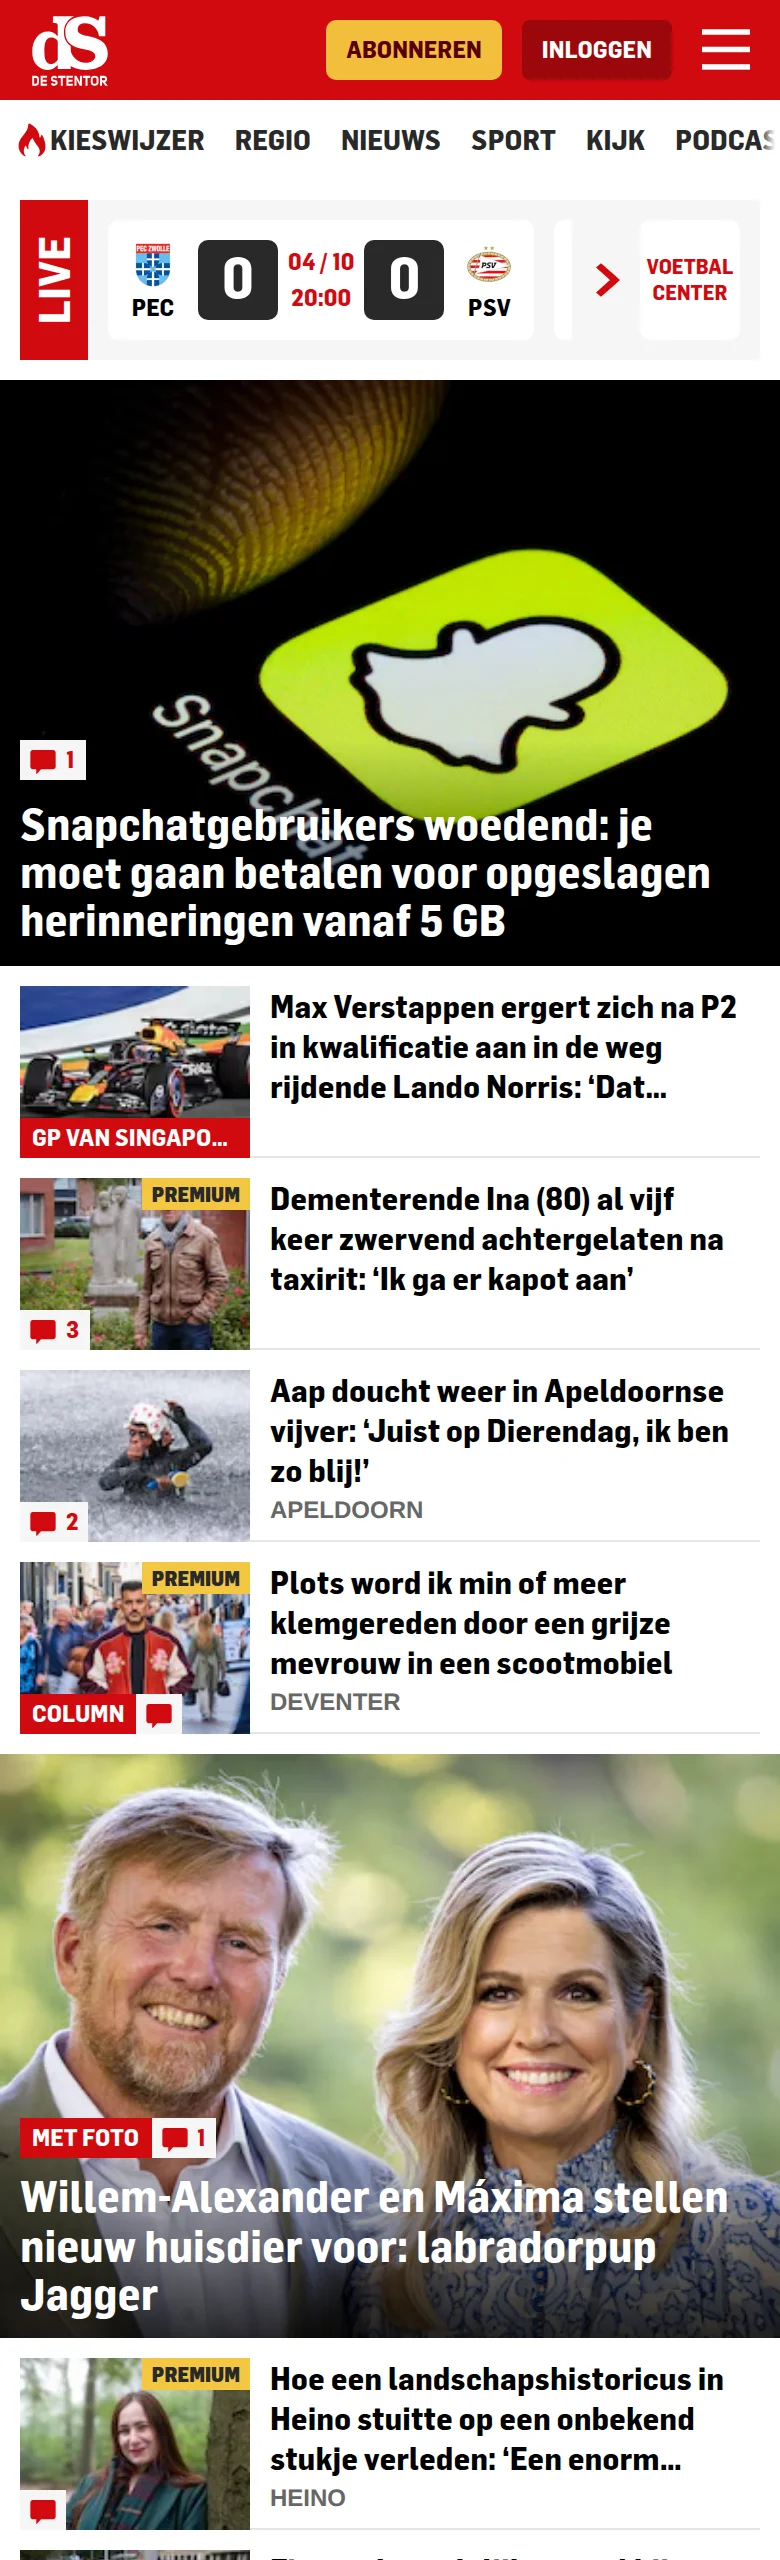 dS
DE STENTOR
ABONNEREN
INLOGGEN
KIESWIJZER REGIO NIEUWS SPORT KIJK PODCAS
LIVE
PEC ZWOLLE
PEC
0
04 / 10
20:00
0
PSV
PSV
VOETBAL
CENTER
Snapchat
1
Snapchatgebruikers woedend: je
moet gaan betalen voor opgeslagen
herinneringen vanaf 5 GB
GP VAN SINGAPO...
Max Verstappen ergert zich na P2
in kwalificatie aan in de weg
rijdende Lando Norris: ‘Dat...
PREMIUM
3
Dementerende Ina (80) al vijf
keer zwervend achtergelaten na
taxirit: ‘Ik ga er kapot aan’
2
Aap doucht weer in Apeldoornse
vijver: ‘Juist op Dierendag, ik ben
zo blij!’
APELDOORN
PREMIUM
COLUMN
Plots word ik min of meer
klemgereden door een grijze
mevrouw in een scootmobiel
DEVENTER
MET FOTO
1
Willem-Alexander en Máxima stellen
nieuw huisdier voor: labradorpup
Jagger
PREMIUM
Hoe een landschapshistoricus in
Heino stuitte op een onbekend
stukje verleden: ‘Een enorm...
HEINO